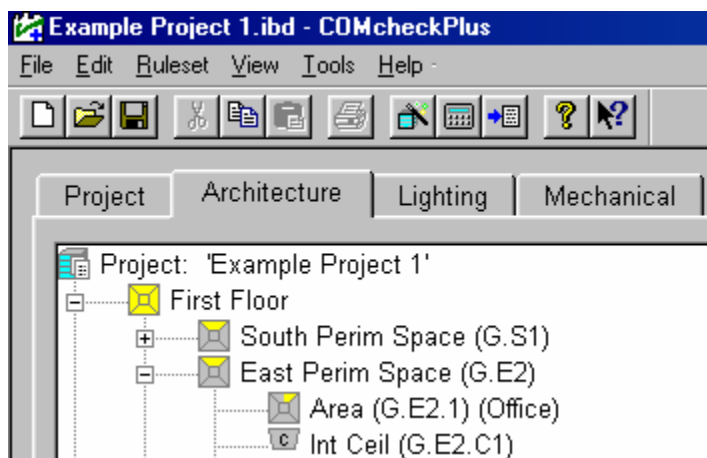 Example Project 1.ibd - COMcheckPlus
File Edit Ruleset View Tools Help
Project Architecture Lighting Mechanical
Project: 'Example Project 1'
First Floor
South Perim Space (G.S1)
East Perim Space (G.E2)
Area (G.E2.1) (Office)
C Int Ceil (G.E2.C1)